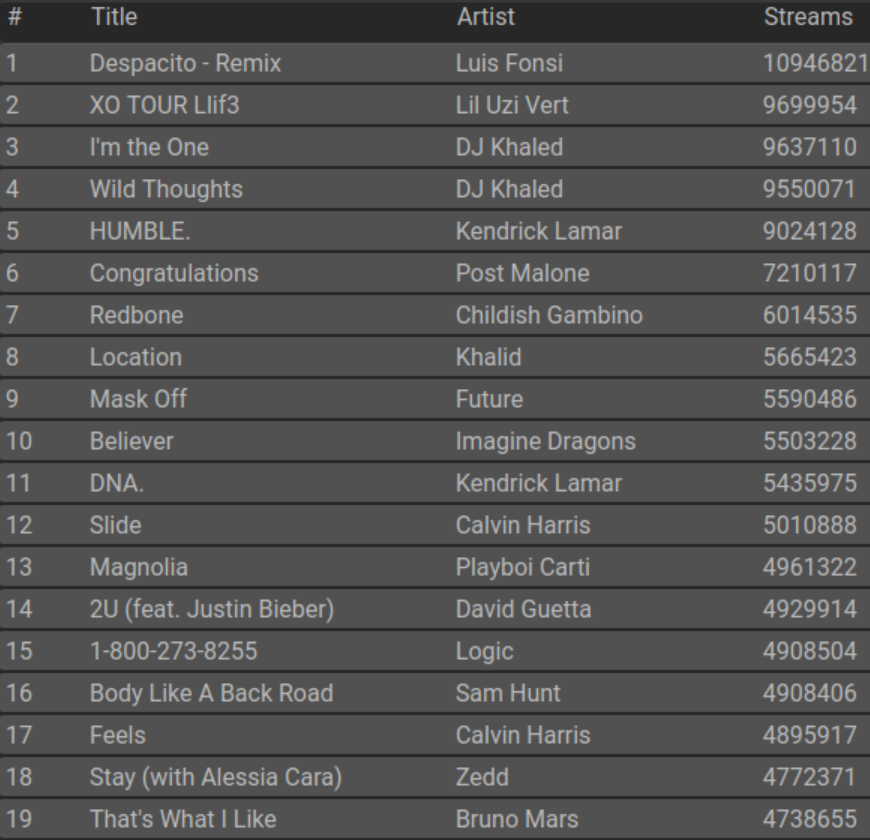 # Title Artist Streams
1 Despacito - Remix Luis Fonsi 10946821
2 XO TOUR Llif3 Lil Uzi Vert 9699954
3 I'm the One DJ Khaled 9637110
4 Wild Thoughts DJ Khaled 9550071
5 HUMBLE. Kendrick Lamar 9024128
6 Congratulations Post Malone 7210117
7 Redbone Childish Gambino 6014535
8 Location Khalid 5665423
9 Mask Off Future 5590486
10 Believer Imagine Dragons 5503228
11 DNA. Kendrick Lamar 5435975
12 Slide Calvin Harris 5010888
13 Magnolia Playboi Carti 4961322
14 2U (feat. Justin Bieber) David Guetta 4929914
15 1-800-273-8255 Logic 4908504
16 Body Like A Back Road Sam Hunt 4908406
17 Feels Calvin Harris 4895917
18 Stay (with Alessia Cara) Zedd 4772371
19 That's What I Like Bruno Mars 4738655